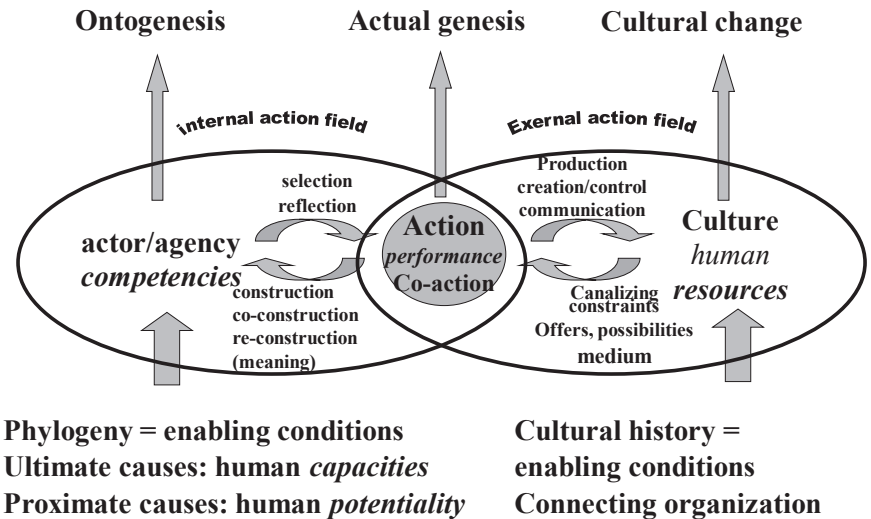 Ontogenesis
Actual genesis
Cultural change
internal action field
Exernal action field
selection
reflection
Production
creation/control
communication
actor/agency
competencies
Action
performance
Co-action
Culture
human
resources
construction
co-construction
re-construction
(meaning)
Canalizing
constraints
Offers, possibilities
medium
Phylogeny = enabling conditions
Ultimate causes: human capacities
Proximate causes: human potentiality
Cultural history =
enabling conditions
Connecting organization